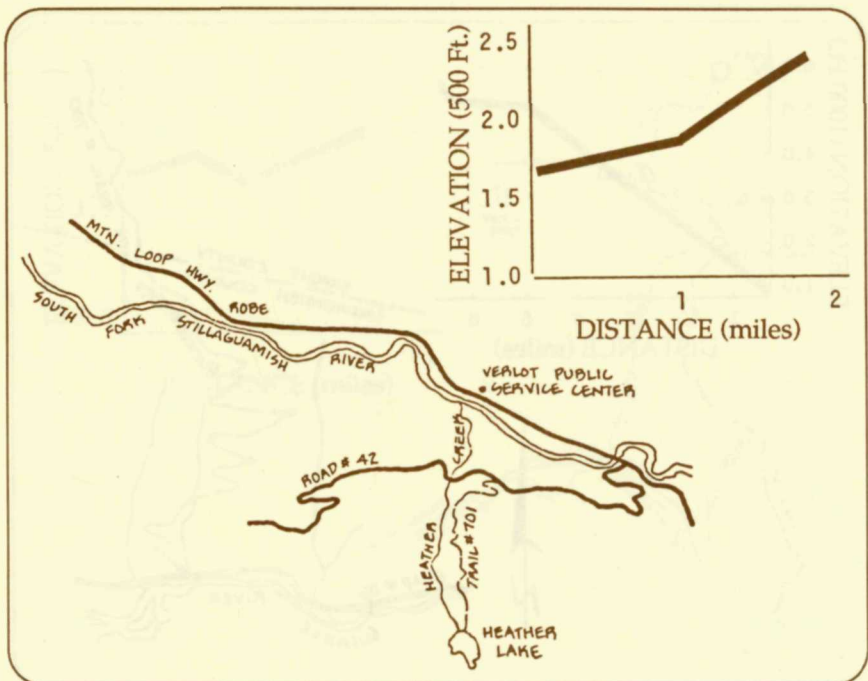 2.5
2.0
1.5
1.0
ELEVATION (500 Ft.)
1
2
DISTANCE (miles)
MTN. LOOP HWY.
ROBE
SOUTH FORK STILLAGUAMISH RIVER
VERLOT PUBLIC
SERVICE CENTER
CREEK
ROAD # 42
HEATHER
TRAIL # 701
HEATHER
LAKE